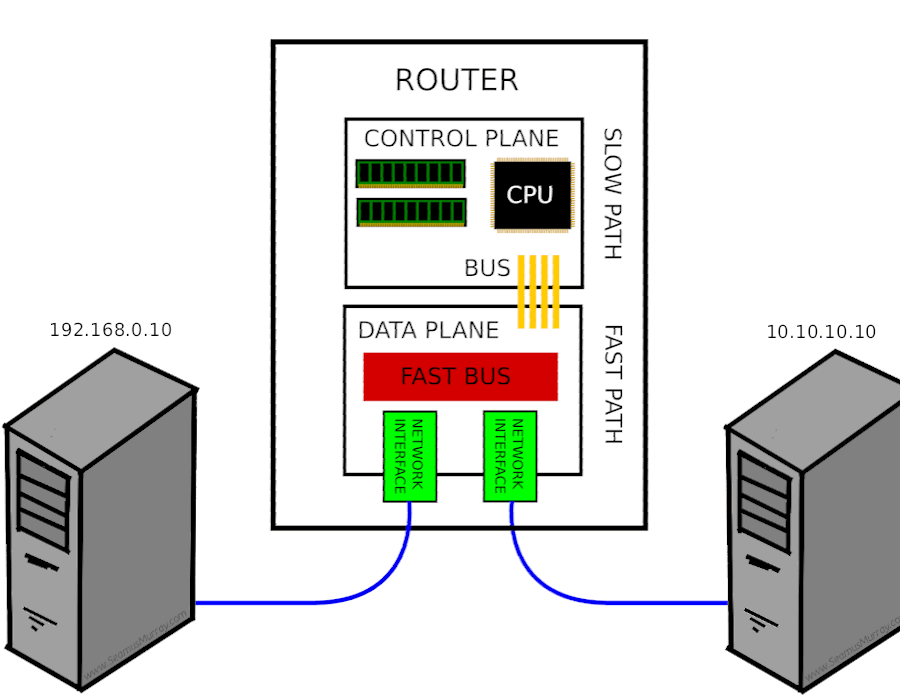 ROUTER
CONTROL PLANE
CPU
SLOW PATH
BUS
192.168.0.10
10.10.10.10
DATA PLANE
FAST PATH
FAST BUS
NETWORK
INTERFACE
NETWORK
INTERFACE
www.SeamusMurray.com
www.SeamusMurray.com